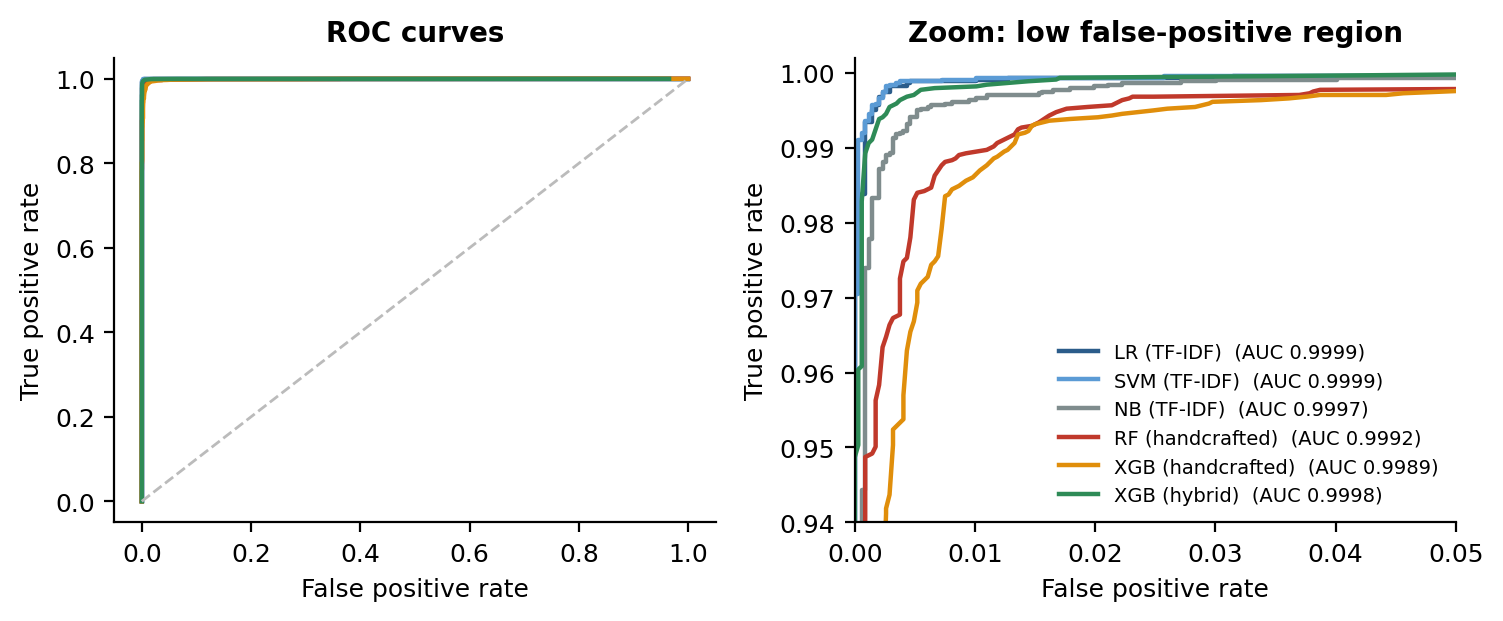 ROC curves
True positive rate
1.0
0.8
0.6
0.4
0.2
0.0
0.0 0.2 0.4 0.6 0.8 1.0
False positive rate
Zoom: low false-positive region
True positive rate
1.00
0.99
0.98
0.97
0.96
0.95
0.94
LR (TF-IDF) (AUC 0.9999)
SVM (TF-IDF) (AUC 0.9999)
NB (TF-IDF) (AUC 0.9997)
RF (handcrafted) (AUC 0.9992)
XGB (handcrafted) (AUC 0.9989)
XGB (hybrid) (AUC 0.9998)
0.00 0.01 0.02 0.03 0.04 0.05
False positive rate